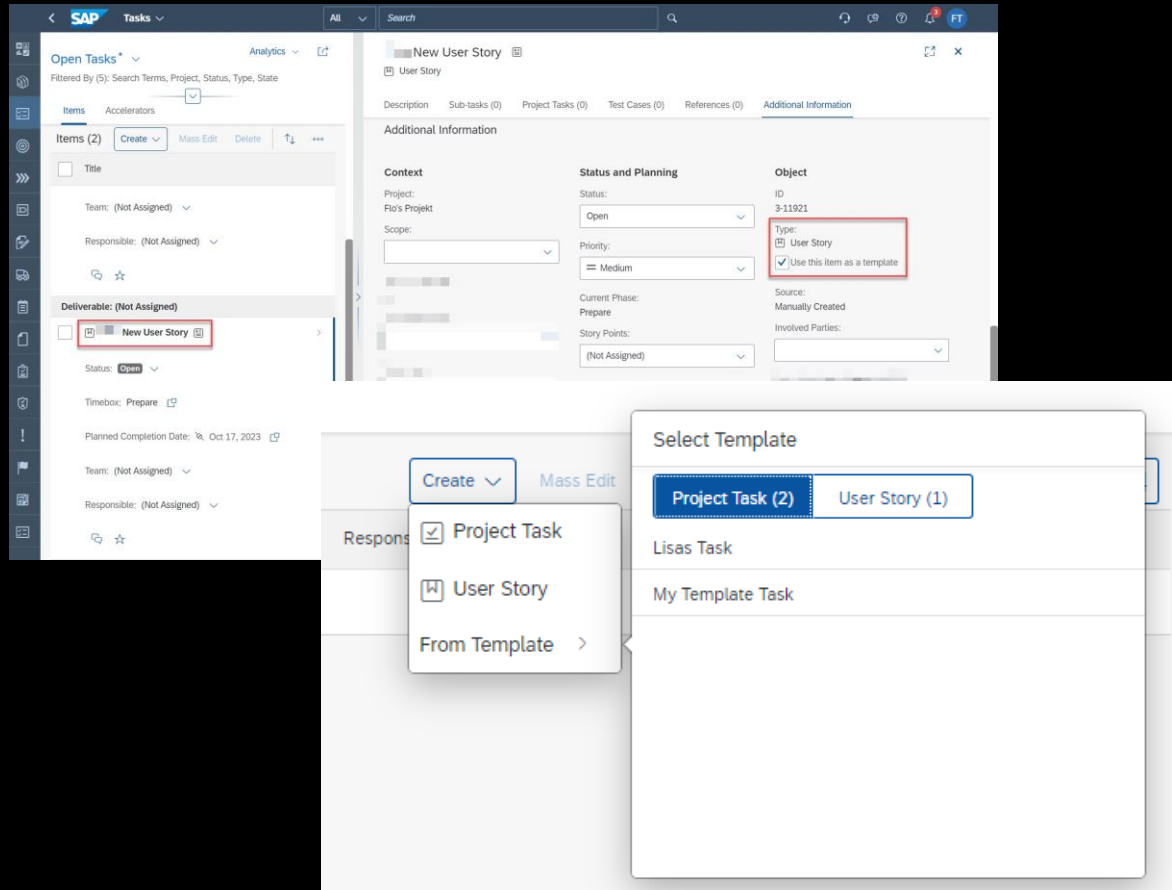 SAP Tasks All Search 3 FT
Open Tasks* Analytics
Filtered By (5): Search Terms, Project, Status, Type, State
Items Accelerators
Items (2) Create Mass Edit Delete
Title
Team: (Not Assigned)
Responsible: (Not Assigned)
Deliverable: (Not Assigned)
New User Story
Status: Open
Timebox: Prepare
Planned Completion Date: Oct 17, 2023
Team: (Not Assigned)
Responsible: (Not Assigned)
New User Story
User Story
Description Sub-tasks (0) Project Tasks (0) Test Cases (0) References (0) Additional Information
Additional Information
Context
Project:
Flo's Projekt
Scope:
Status and Planning
Status:
Open
Priority:
Medium
Current Phase:
Prepare
Story Points:
(Not Assigned)
Object
ID
3-11921
Type:
User Story
Use this item as a template
Source:
Manually Created
Involved Parties:
Create Mass Edit
Respons
Project Task
User Story
From Template
Select Template
Project Task (2) User Story (1)
Lisas Task
My Template Task